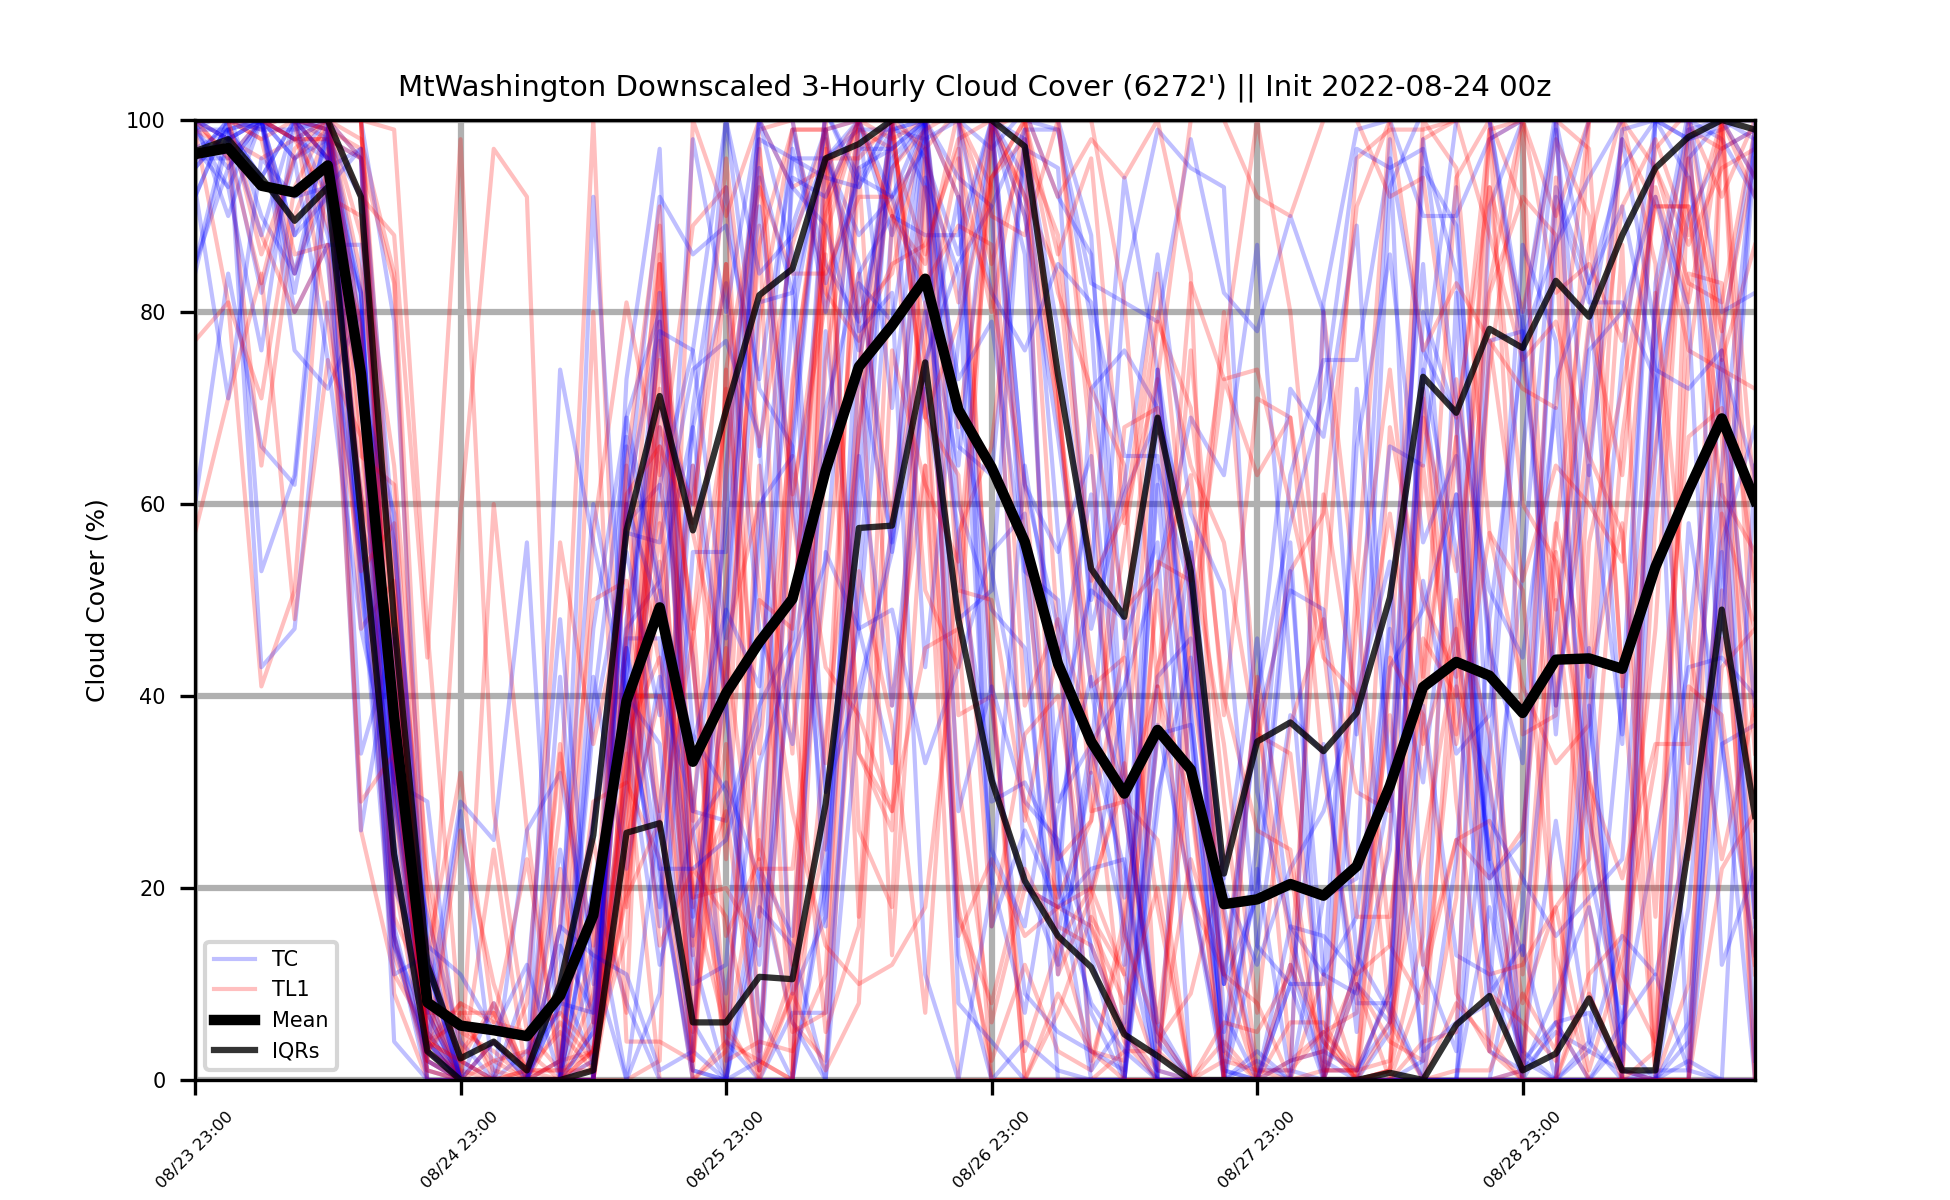 MtWashington Downscaled 3-Hourly Cloud Cover (6272') || Init 2022-08-24 00z
Cloud Cover (%)
100
80
60
40
20
0
TC
TL1
Mean
IQRs
08/23 23:00
08/24 23:00
08/25 23:00
08/26 23:00
08/27 23:00
08/28 23:00